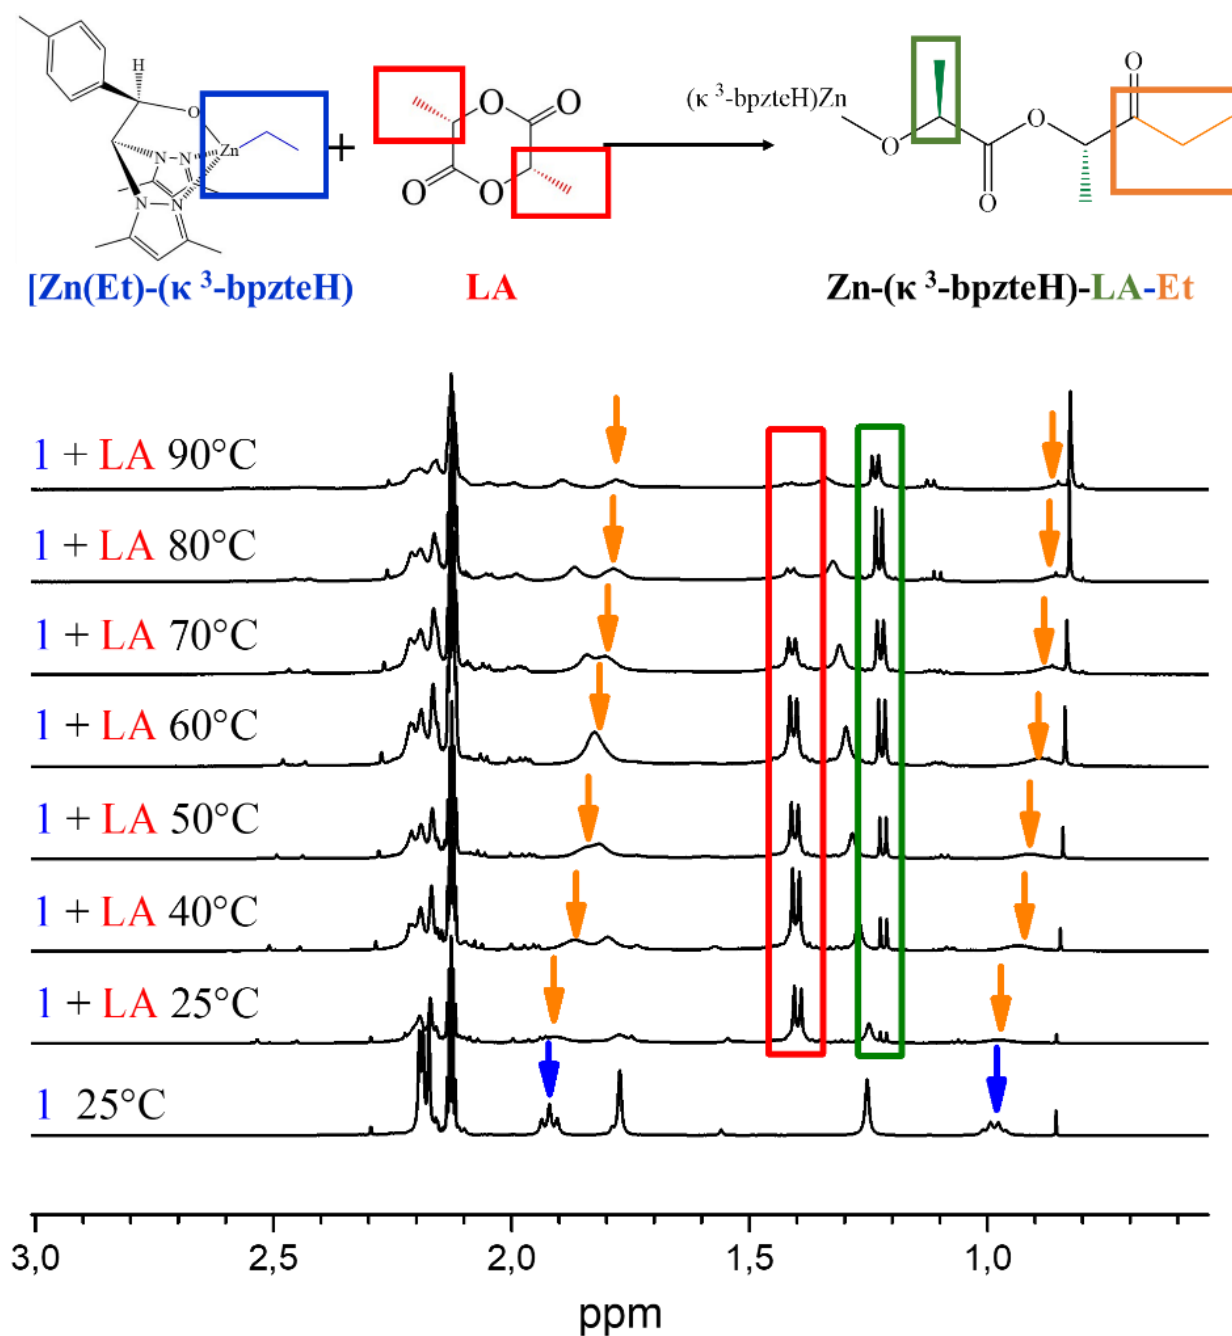 H
O
Zn
N
N
N
N
+
O
O
O
O
(κ ³-bpzteH)Zn
O
O
O
O
[Zn(Et)-(κ ³-bpzteH)
LA
Zn-(κ ³-bpzteH)-LA-Et
1 + LA 90°C
1 + LA 80°C
1 + LA 70°C
1 + LA 60°C
1 + LA 50°C
1 + LA 40°C
1 + LA 25°C
1 25°C
3,0 2,5 2,0 1,5 1,0
ppm